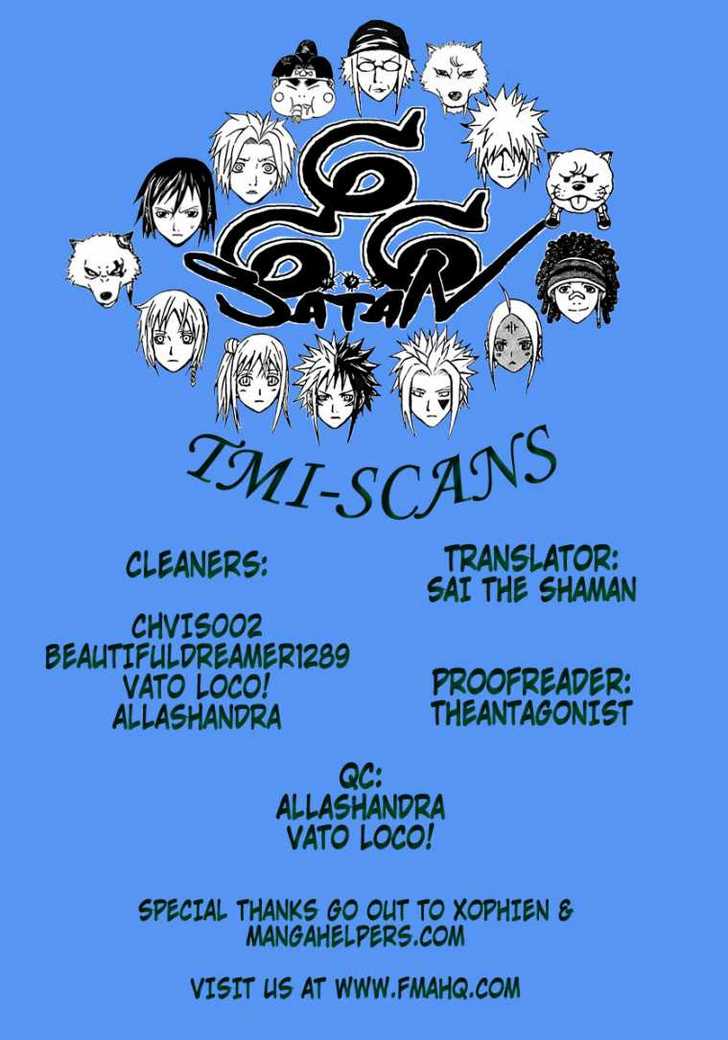 666
SATAN
TMI-SCANS
CLEANERS:
CHVIS002
BEAUTIFULDREAMER1289
VATO LOCO!
ALLASHANDRA
TRANSLATOR:
SAI THE SHAMAN
PROOFREADER:
THEANTAGONIST
QC:
ALLASHANDRA
VATO LOCO!
SPECIAL THANKS GO OUT TO XOPHIEN &
MANGAHELPERS.COM
VISIT US AT WWW.FMAHQ.COM